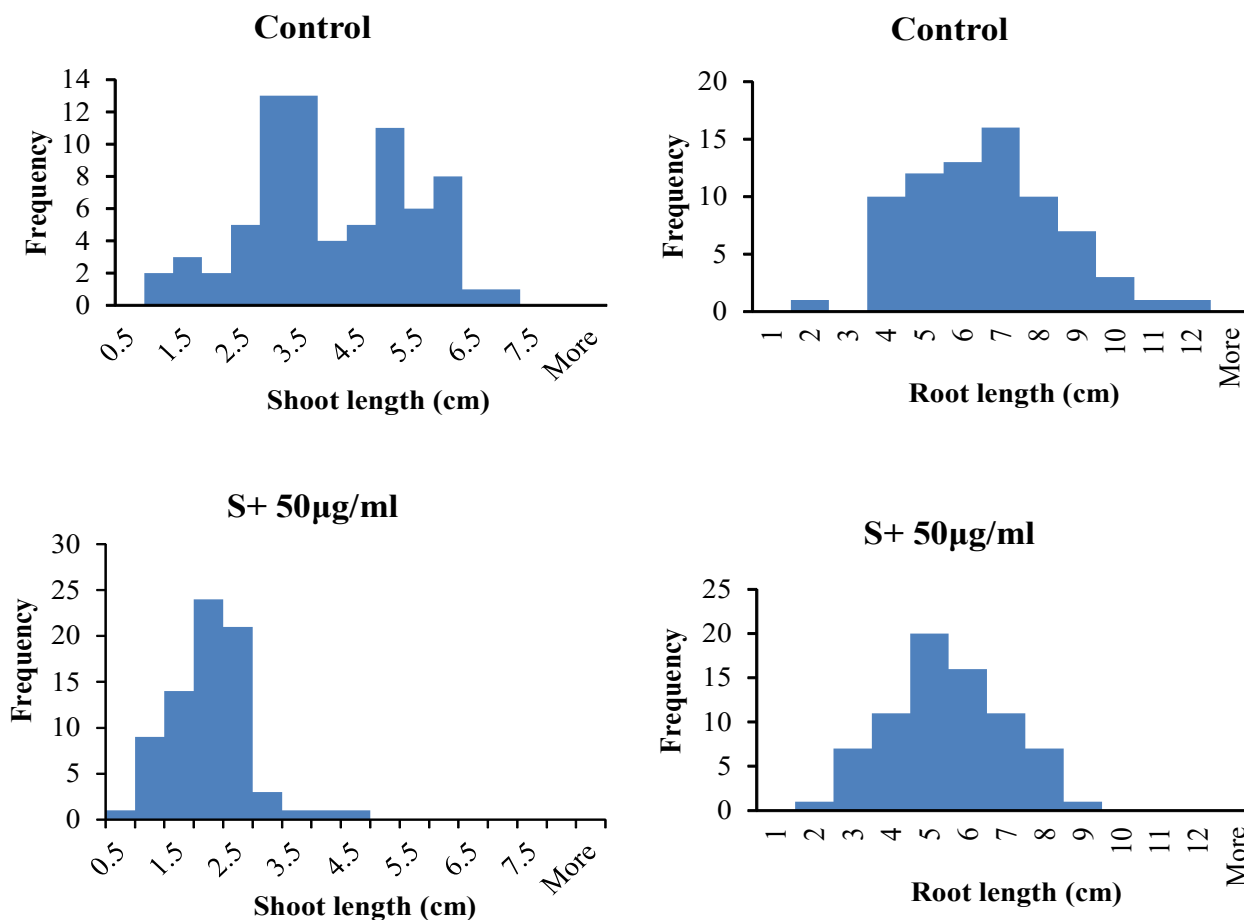 Control
14
12
10
8
6
4
2
0
Frequency
0.5 1.5 2.5 3.5 4.5 5.5 6.5 7.5 More
Shoot length (cm)
Control
20
15
10
5
0
Frequency
1 2 3 4 5 6 7 8 9 10 11 12 More
Root length (cm)
S+ 50µg/ml
30
25
20
15
10
5
0
Frequency
0.5 1.5 2.5 3.5 4.5 5.5 6.5 7.5 More
Shoot length (cm)
S+ 50µg/ml
25
20
15
10
5
0
Frequency
1 2 3 4 5 6 7 8 9 10 11 12 More
Root length (cm)